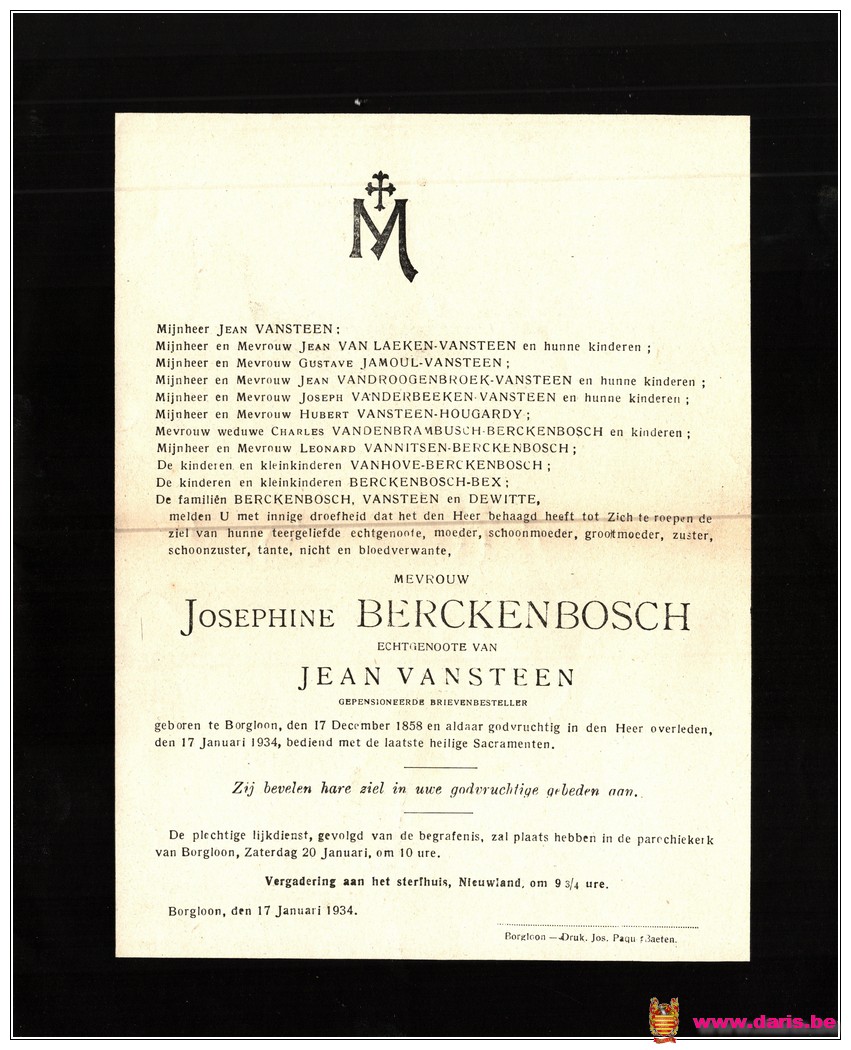 M
Mijnheer JEAN VANSTEEN ;
Mijnheer en Mevrouw JEAN VAN LAEKEN-VANSTEEN en hunne kinderen ;
Mijnheer en Mevrouw GUSTAVE JAMOUL-VANSTEEN ;
Mijnheer en Mevrouw JEAN VANDROOGENBROEK-VANSTEEN en hunne kinderen ;
Mijnheer en Mevrouw JOSEPH VANDERBEEKEN-VANSTEEN en hunne kinderen ;
Mijnheer en Mevrouw HUBERT VANSTEEN-HOUGARDY ;
Mevrouw weduwe CHARLES VANDENBRAMBUSCH-BERCKENBOSCH en kinderen ;
Mijnheer en Mevrouw LEONARD VANNITSEN-BERCKENBOSCH ;
De kinderen en kleinkinderen VANHOVE-BERCKENBOSCH ;
De kinderen en kleinkinderen BERCKENBOSCH-BEX ;
De familiën BERCKENBOSCH, VANSTEEN en DEWITTE,
melden U met innige droefheid dat het den Heer behaagd heeft tot Zich te roepen de
ziel van hunne teergeliefde echtgenoote, moeder, schoonmoeder, grootmoeder, zuster,
schoonzuster, tante, nicht en bloedverwante,
MEVROUW
JOSEPHINE BERCKENBOSCH
ECHTGENOOTE VAN
JEAN VANSTEEN
GEPENSIONEERDE BRIEVENBESTELLER
geboren te Borgloon, den 17 December 1858 en aldaar godvruchtig in den Heer overleden,
den 17 Januari 1934, bediend met de laatste heilige Sacramenten.
Zij bevelen hare ziel in uwe godvruchtige gebeden aan.
De plechtige lijkdienst, gevolgd van de begrafenis, zal plaats hebben in de parochiekerk
van Borgloon, Zaterdag 20 Januari, om 10 ure.
Vergadering aan het sterfhuis, Nieuwland, om 9 3/4 ure.
Borgloon, den 17 Januari 1934.
Borgloon — Druk. Jos. Baeten.
www.daris.be